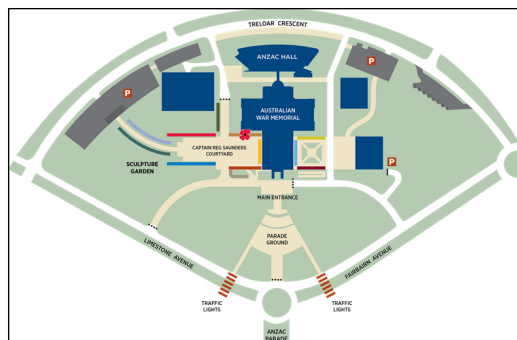 TRELOAR CRESCENT
ANZAC HALL
P
P
AUSTRALIAN
WAR MEMORIAL
CAPTAIN REG SAUNDERS
COURTYARD
SCULPTURE
GARDEN
P
MAIN ENTRANCE
PARADE
GROUND
LIMESTONE AVENUE
FAIRBAIRN AVENUE
TRAFFIC
LIGHTS
TRAFFIC
LIGHTS
ANZAC
PARADE